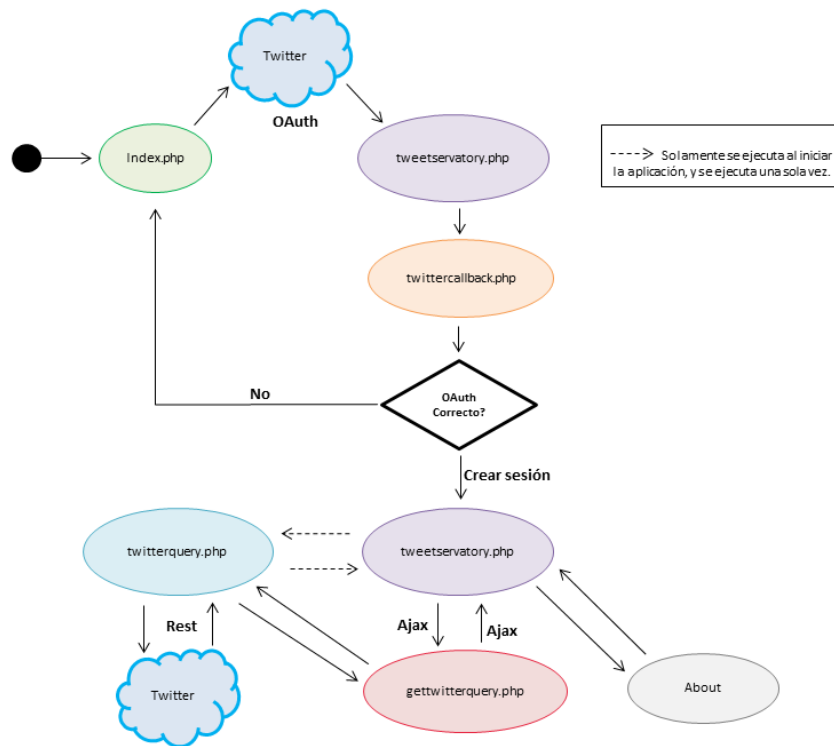 Twitter
OAuth
Index.php
tweetservatory.php
----> Solamente se ejecuta al iniciar
la aplicación, y se ejecuta una sola vez.
twittercallback.php
No
OAuth
Correcto?
Crear sesión
twitterquery.php
tweetservatory.php
Rest
Ajax
Ajax
Twitter
gettwitterquery.php
About